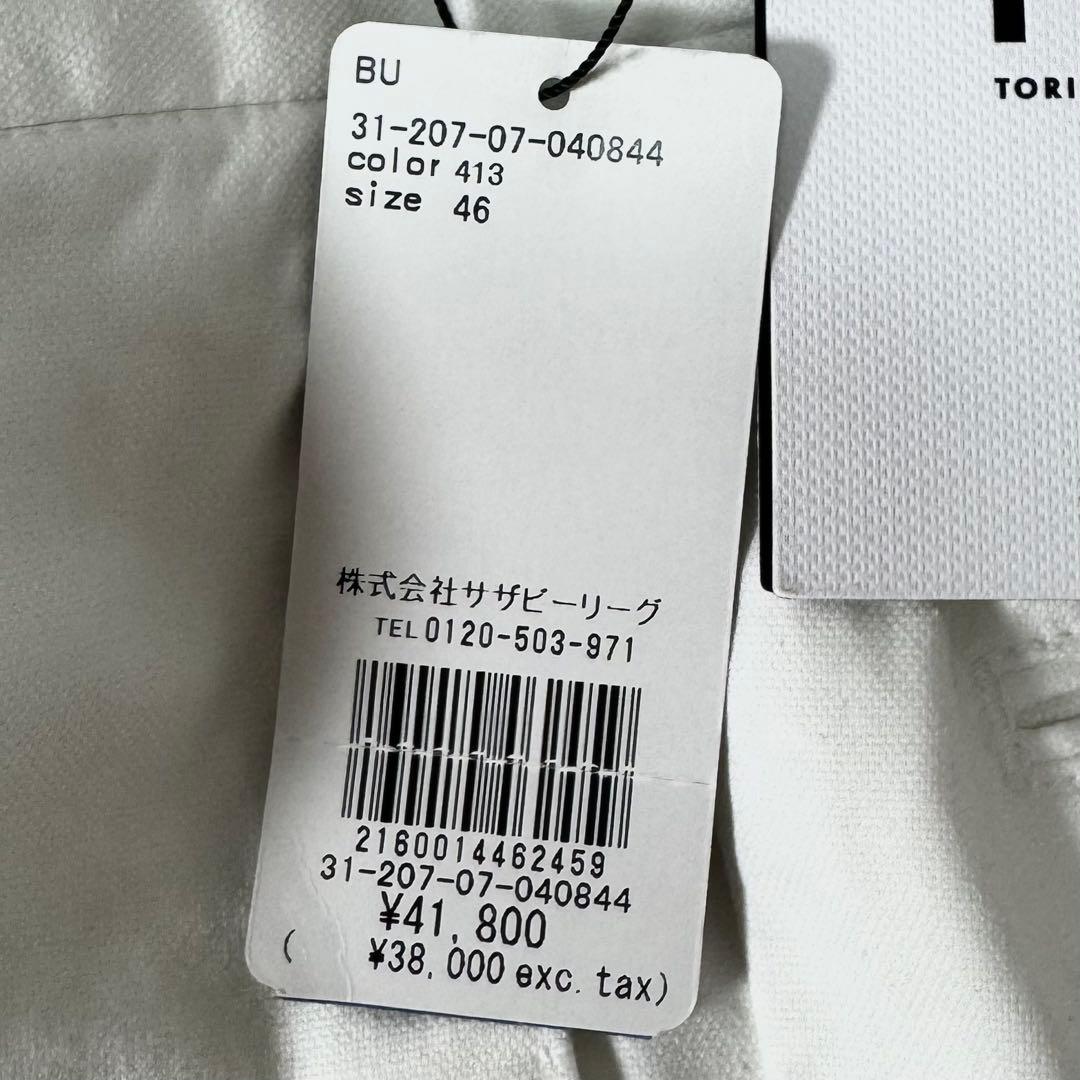 BU
31-207-07-040844
color 413
size 46
株式会社サザビーリーグ
TEL 0120-503-971
2160014462459
31-207-07-040844
¥41,800
( ¥38,000 exc. tax)
TORI